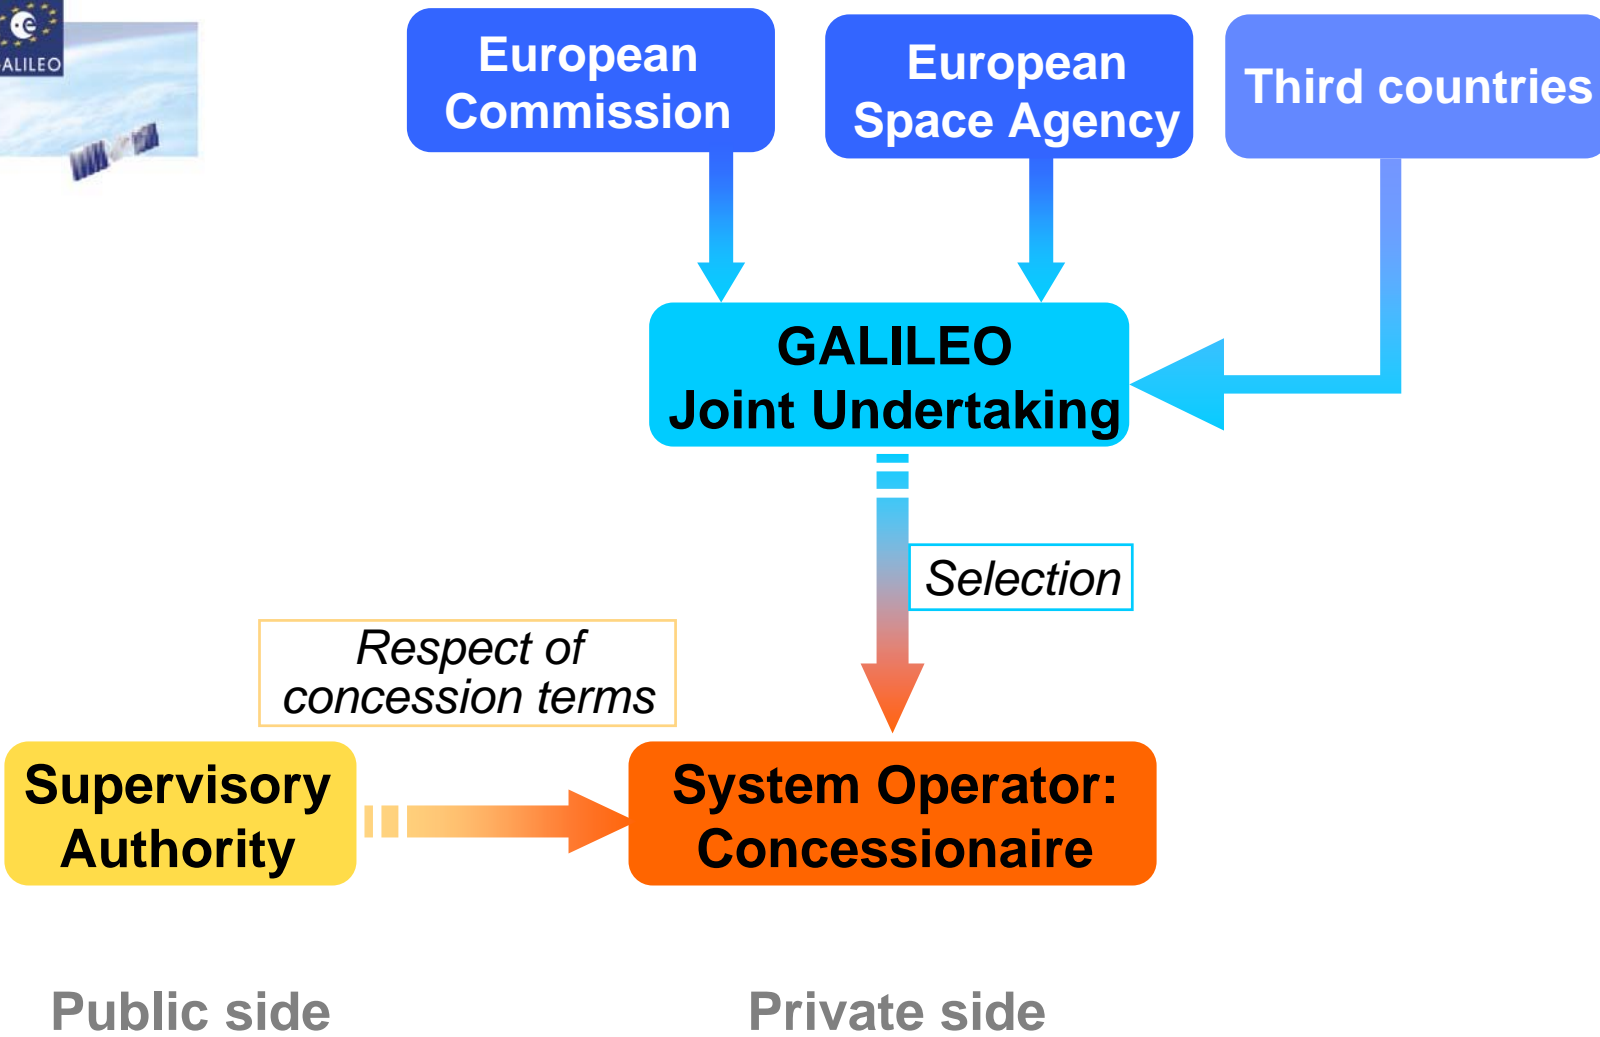 GALILEO
European
Commission
European
Space Agency
Third countries
GALILEO
Joint Undertaking
Selection
Respect of
concession terms
Supervisory
Authority
System Operator:
Concessionaire
Public side
Private side